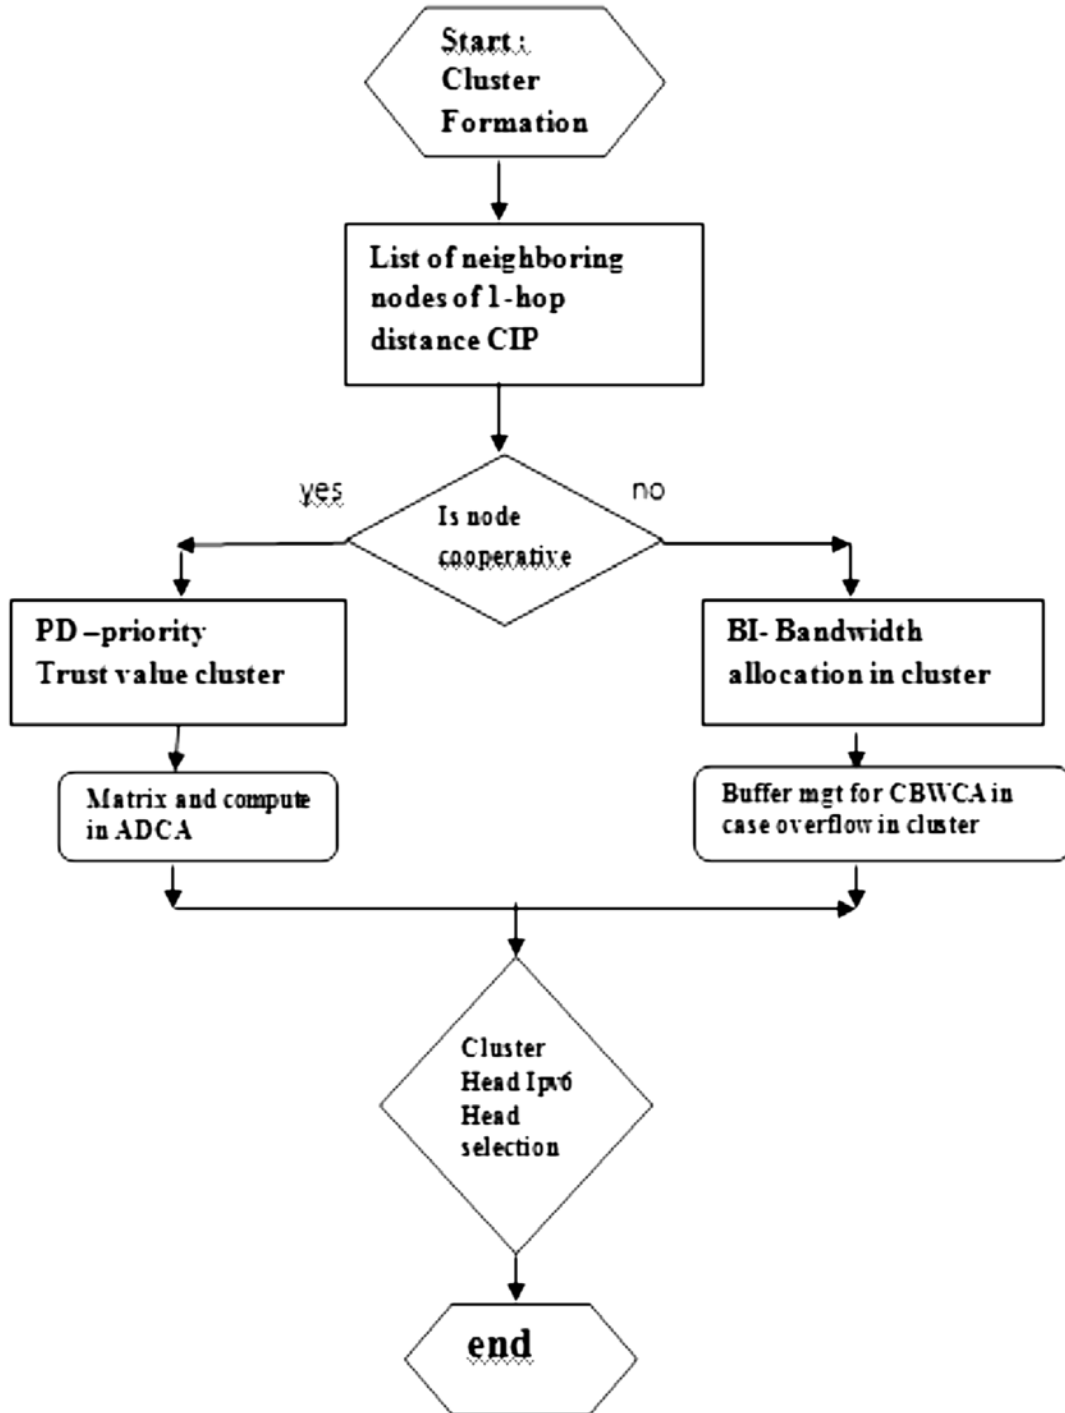 Start :
Cluster
Formation
List of neighboring
nodes of 1-hop
distance CIP
yes
no
Is node
cooperative
PD –priority
Trust value cluster
BI- Bandwidth
allocation in cluster
Matrix and compute
in ADCA
Buffer mgt for CBWCA in
case overflow in cluster
Cluster
Head Ipv6
Head
selection
end